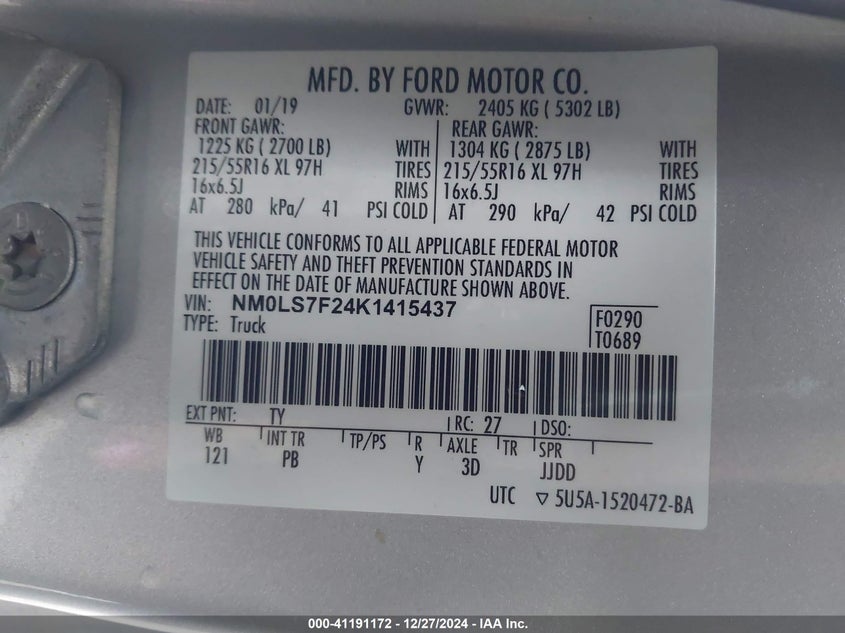 MFD. BY FORD MOTOR CO.
DATE: 01/19 GVWR: 2405 KG ( 5302 LB)
FRONT GAWR: REAR GAWR:
1225 KG ( 2700 LB) WITH 1304 KG ( 2875 LB) WITH
215/55R16 XL 97H TIRES 215/55R16 XL 97H TIRES
16x6.5J RIMS 16x6.5J RIMS
AT 280 kPa/ 41 PSI COLD AT 290 kPa/ 42 PSI COLD
THIS VEHICLE CONFORMS TO ALL APPLICABLE FEDERAL MOTOR
VEHICLE SAFETY AND THEFT PREVENTION STANDARDS IN
EFFECT ON THE DATE OF MANUFACTURE SHOWN ABOVE.
VIN: NM0LS7F24K1415437
TYPE: Truck
F0290
T0689
EXT PNT: TY RC: 27 DSO:
WB INT TR TP/PS R AXLE TR SPR
121 PB Y 3D JJDD
UTC ▽ 5U5A-1520472-BA
000-41191172 - 12/27/2024 - IAA Inc.